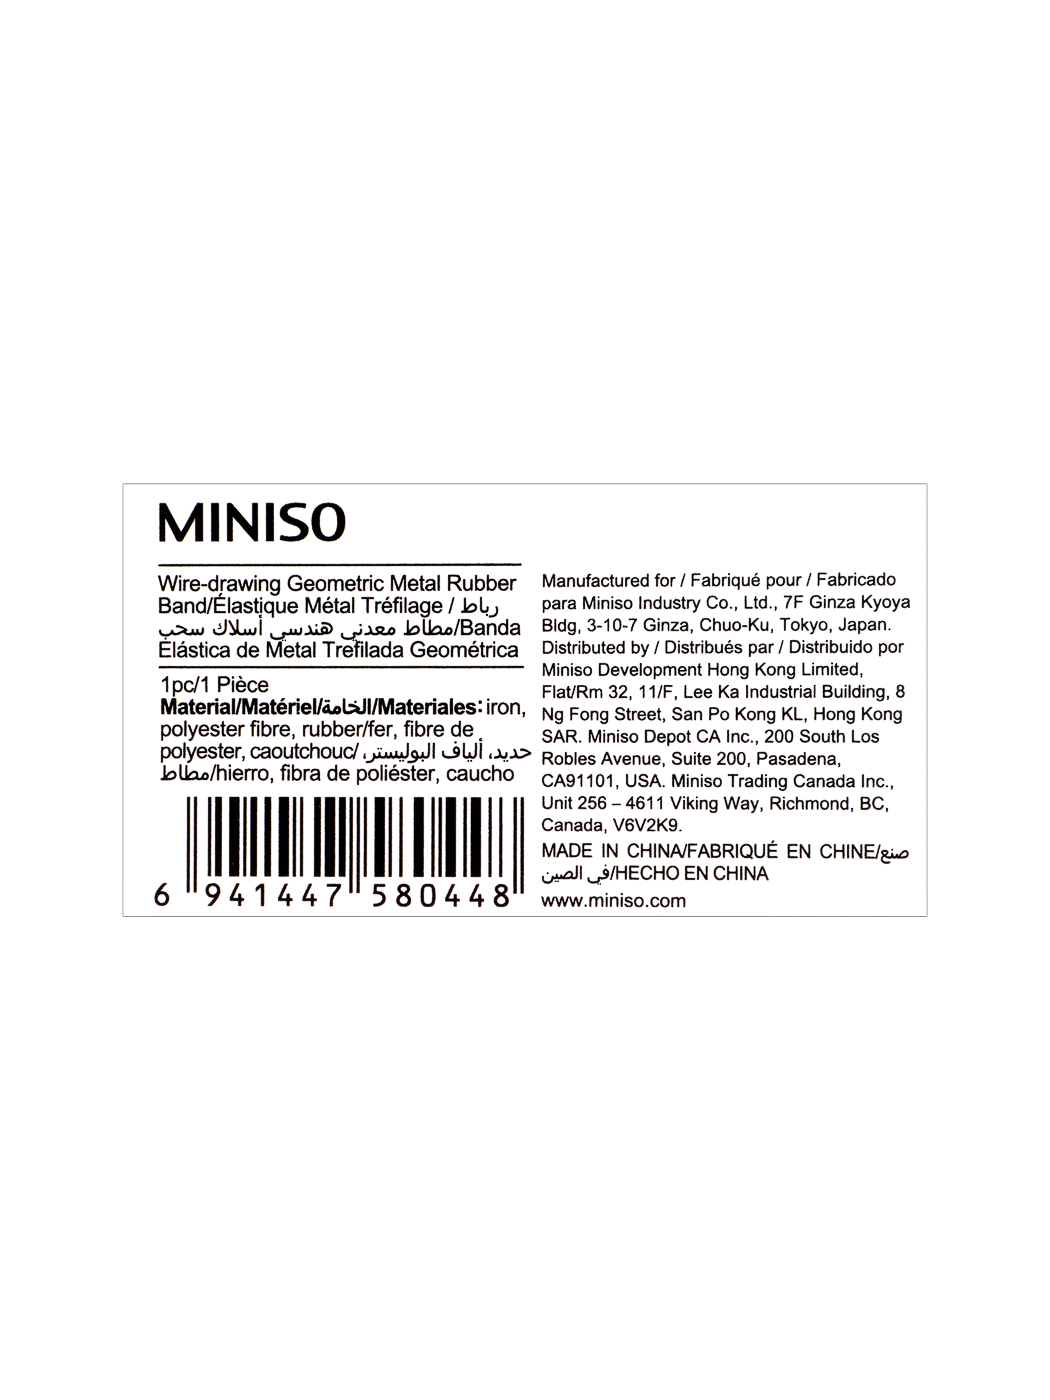 MINISO
Wire-drawing Geometric Metal Rubber
Band/Élastique Métal Tréfilage / رباط
مطاط معدني هندسي أسلاك سحب/Banda
Elástica de Metal Trefilada Geométrica
1pc/1 Pièce
Material/Matériel/الخامة/Materiales: iron,
polyester fibre, rubber/fer, fibre de
polyester, caoutchouc/ حديد، ألياف البوليستر،
مطاط/hierro, fibra de poliéster, caucho
6 941447 580448
Manufactured for / Fabriqué pour / Fabricado
para Miniso Industry Co., Ltd., 7F Ginza Kyoya
Bldg, 3-10-7 Ginza, Chuo-Ku, Tokyo, Japan.
Distributed by / Distribués par / Distribuido por
Miniso Development Hong Kong Limited,
Flat/Rm 32, 11/F, Lee Ka Industrial Building, 8
Ng Fong Street, San Po Kong KL, Hong Kong
SAR. Miniso Depot CA Inc., 200 South Los
Robles Avenue, Suite 200, Pasadena,
CA91101, USA. Miniso Trading Canada Inc.,
Unit 256 – 4611 Viking Way, Richmond, BC,
Canada, V6V2K9.
MADE IN CHINA/FABRIQUÉ EN CHINE/صنع
في الصين/HECHO EN CHINA
www.miniso.com